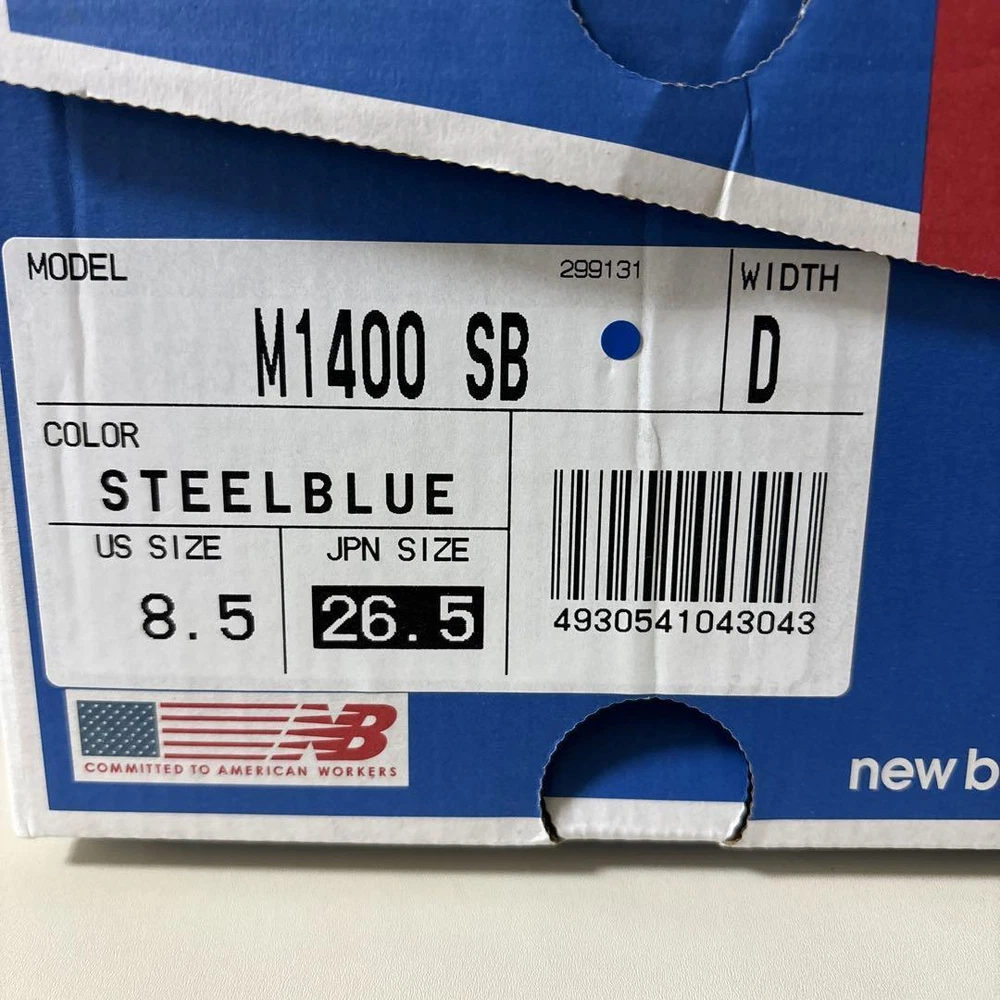 MODEL
299131
WIDTH
M1400 SB
D
COLOR
STEELBLUE
US SIZE
JPN SIZE
8.5
26.5
4930541043043
NB
COMMITTED TO AMERICAN WORKERS
new b